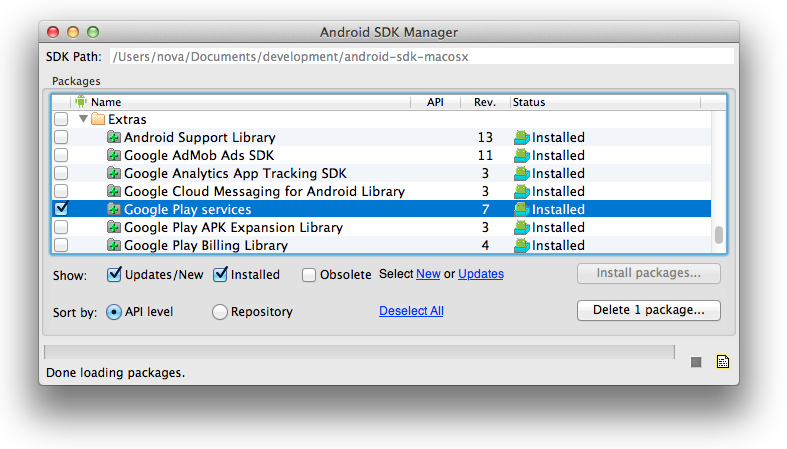 Android SDK Manager
SDK Path: /Users/nova/Documents/development/android-sdk-macosx
Packages
Name API Rev. Status
Extras
Android Support Library 13 Installed
Google AdMob Ads SDK 11 Installed
Google Analytics App Tracking SDK 3 Installed
Google Cloud Messaging for Android Library 3 Installed
Google Play services 7 Installed
Google Play APK Expansion Library 3 Installed
Google Play Billing Library 4 Installed
Show: Updates/New Installed Obsolete Select New or Updates Install packages...
Sort by: API level Repository Deselect All Delete 1 package...
Done loading packages.